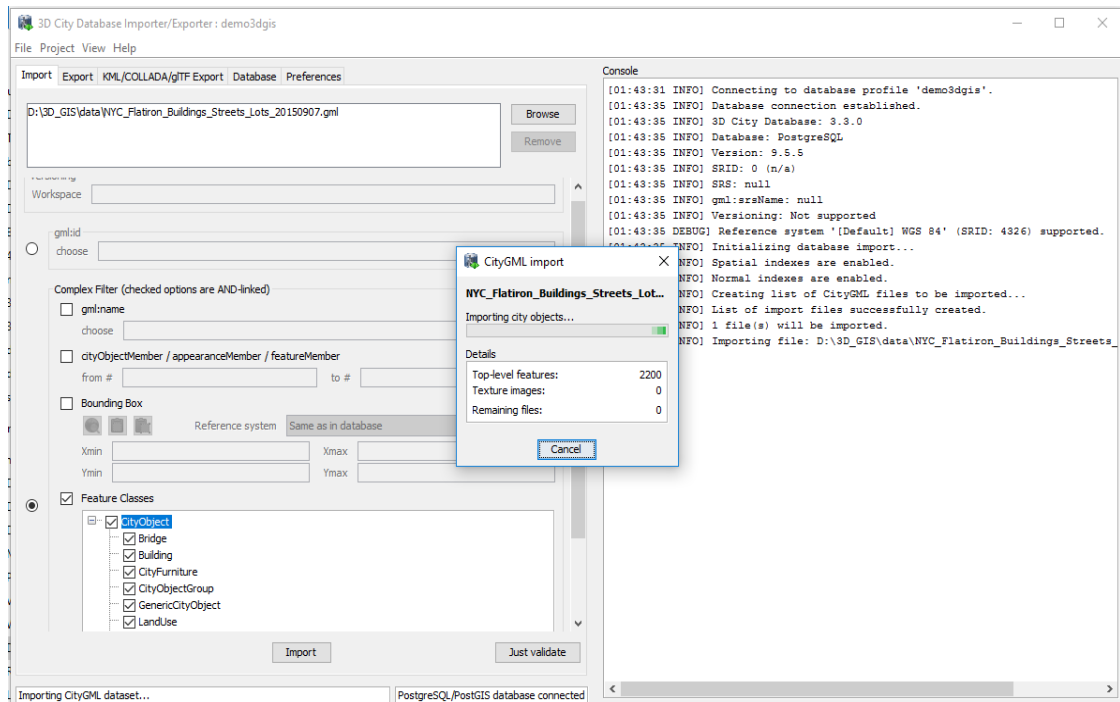 3D City Database Importer/Exporter : demo3dgis
File Project View Help
Import Export KML/COLLADA/glTF Export Database Preferences
D:\3D_GIS\data\NYC_Flatiron_Buildings_Streets_Lots_20150907.gml
Browse
Remove
Workspace
gml:id
choose
Complex Filter (checked options are AND-linked)
gml:name
choose
cityObjectMember / appearanceMember / featureMember
from #
to #
Bounding Box
Reference system Same as in database
Xmin
Xmax
Ymin
Ymax
Feature Classes
CityObject
Bridge
Building
CityFurniture
CityObjectGroup
GenericCityObject
LandUse
Import
Just validate
Importing CityGML dataset...
PostgreSQL/PostGIS database connected
CityGML import
NYC_Flatiron_Buildings_Streets_Lot...
Importing city objects...
Details
Top-level features: 2200
Texture images: 0
Remaining files: 0
Cancel
Console
[01:43:31 INFO] Connecting to database profile 'demo3dgis'.
[01:43:35 INFO] Database connection established.
[01:43:35 INFO] 3D City Database: 3.3.0
[01:43:35 INFO] Database: PostgreSQL
[01:43:35 INFO] Version: 9.5.5
[01:43:35 INFO] SRID: 0 (n/a)
[01:43:35 INFO] SRS: null
[01:43:35 INFO] gml:srsName: null
[01:43:35 INFO] Versioning: Not supported
[01:43:35 DEBUG] Reference system '[Default] WGS 84' (SRID: 4326) supported.
NFO] Initializing database import...
NFO] Spatial indexes are enabled.
NFO] Normal indexes are enabled.
NFO] Creating list of CityGML files to be imported...
NFO] List of import files successfully created.
NFO] 1 file(s) will be imported.
NFO] Importing file: D:\3D_GIS\data\NYC_Flatiron_Buildings_Streets_